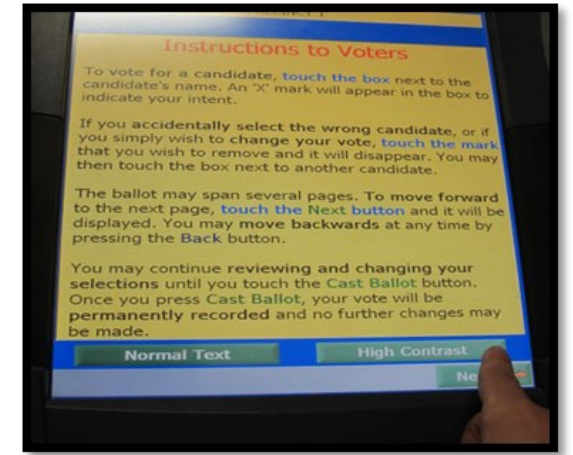 Instructions to Voters
To vote for a candidate, touch the box next to the
candidate's name. An 'X' mark will appear in the box to
indicate your intent.
If you accidentally select the wrong candidate, or if
you simply wish to change your vote, touch the mark
that you wish to remove and it will disappear. You may
then touch the box next to another candidate.
The ballot may span several pages. To move forward
to the next page, touch the Next button and it will be
displayed. You may move backwards at any time by
pressing the Back button.
You may continue reviewing and changing your
selections until you touch the Cast Ballot button.
Once you press Cast Ballot, your vote will be
permanently recorded and no further changes may
be made.
Normal Text
High Contrast